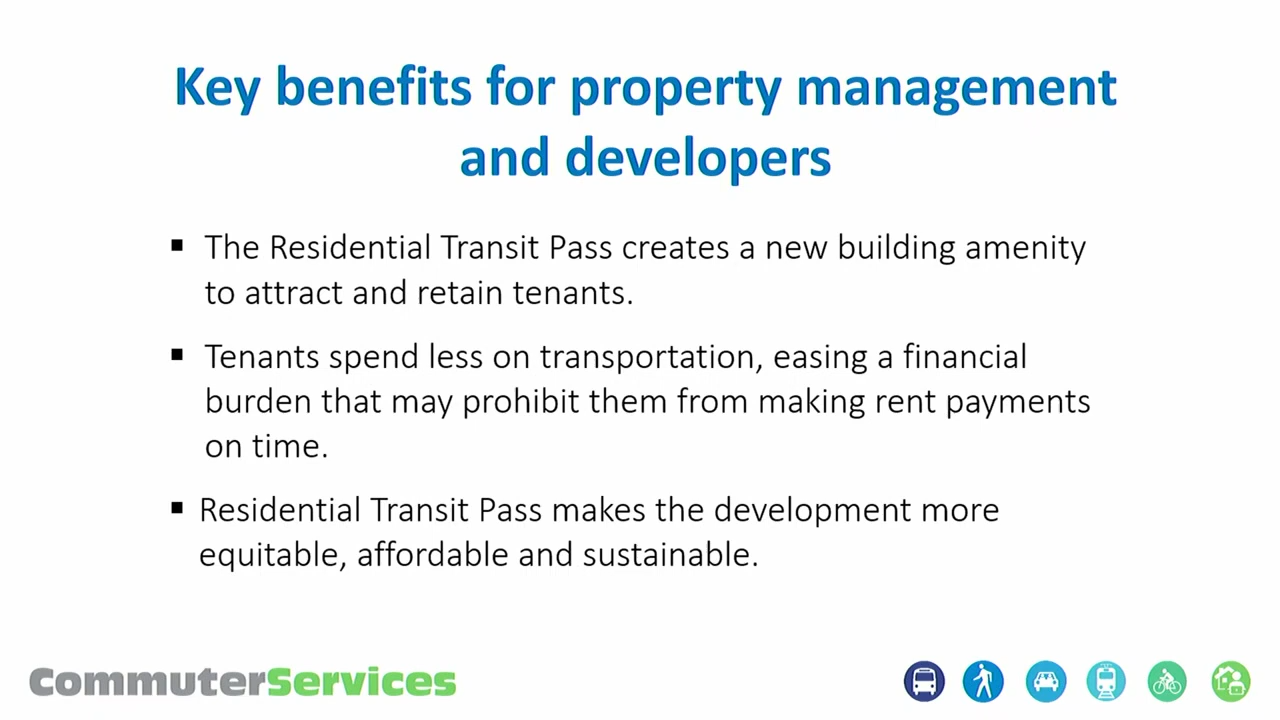 Key benefits for property management
and developers
▪ The Residential Transit Pass creates a new building amenity
to attract and retain tenants.
▪ Tenants spend less on transportation, easing a financial
burden that may prohibit them from making rent payments
on time.
▪ Residential Transit Pass makes the development more
equitable, affordable and sustainable.
CommuterServices